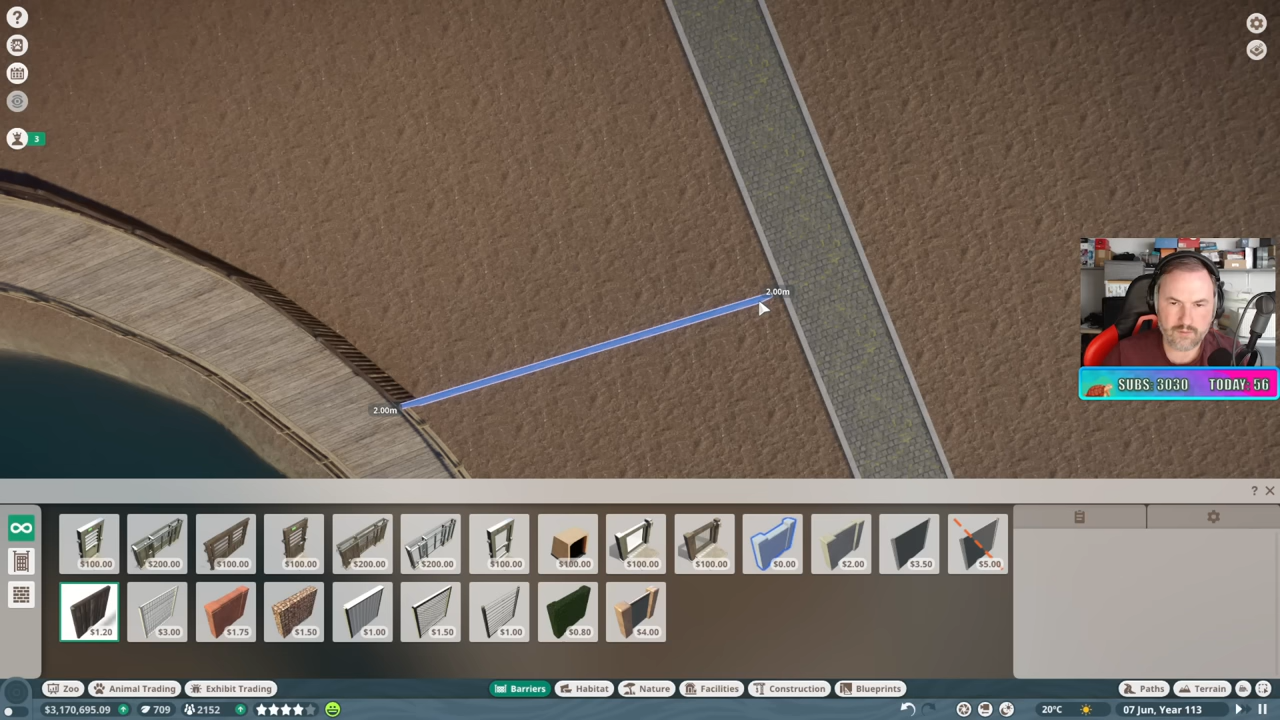 ?
3
2.00m
2.00m
SUBS: 3030 TODAY: 56
?
$100.00 $200.00 $100.00 $100.00 $200.00 $200.00 $100.00 $100.00 $100.00 $100.00 $0.00 $2.00 $3.50 $5.00
$1.20 $3.00 $1.75 $1.50 $1.00 $1.50 $1.00 $0.80 $4.00
Zoo Animal Trading Exhibit Trading Barriers Habitat Nature Facilities Construction Blueprints Paths Terrain
$3,170,695.09 709 2152 20°C 07 Jun, Year 113